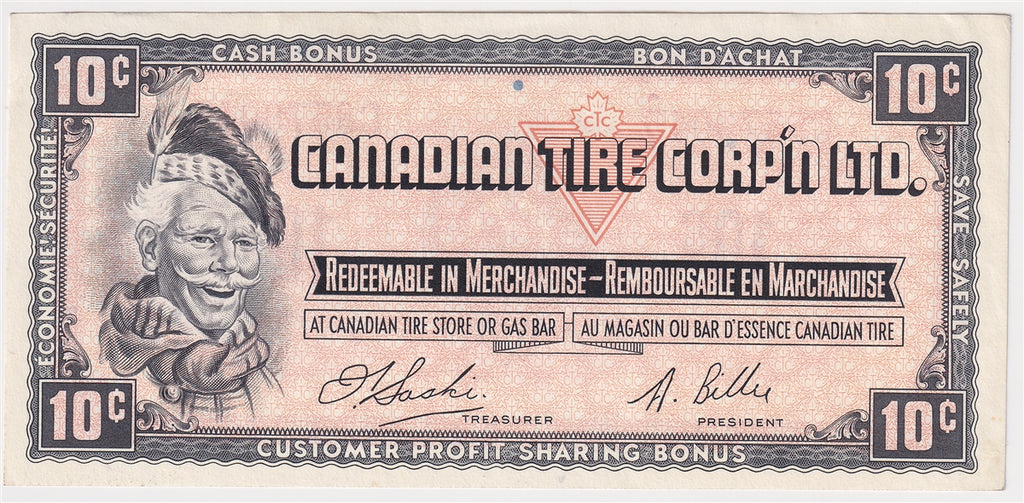 10¢ CASH BONUS BON D'ACHAT 10¢
ÉCONOMIE! SÉCURITÉ!
CTC
CANADIAN TIRE CORP'N LTD.
SAVE SAFELY
REDEEMABLE IN MERCHANDISE–REMBOURSABLE EN MARCHANDISE
AT CANADIAN TIRE STORE OR GAS BAR AU MAGASIN OU BAR D'ESSENCE CANADIAN TIRE
A. Billes
TREASURER PRESIDENT
10¢ CUSTOMER PROFIT SHARING BONUS 10¢